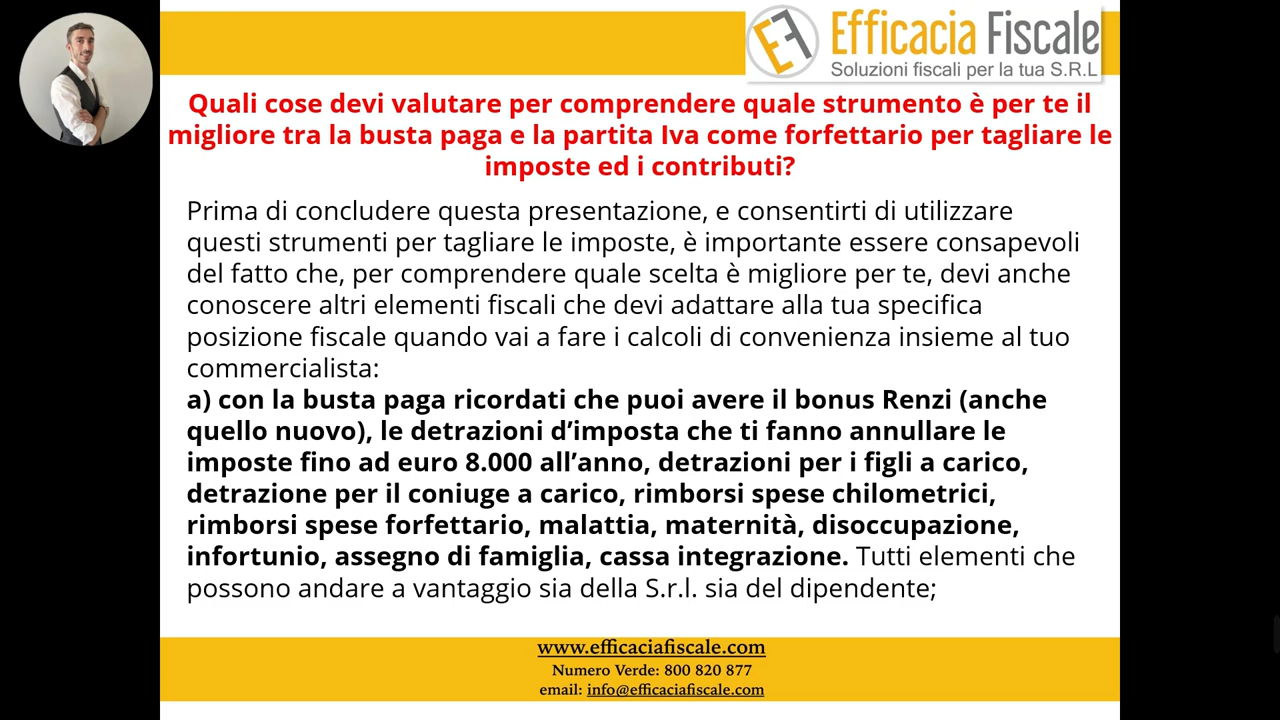 Efficacia Fiscale
Soluzioni fiscali per la tua S.R.L
Quali cose devi valutare per comprendere quale strumento è per te il
migliore tra la busta paga e la partita Iva come forfettario per tagliare le
imposte ed i contributi?
Prima di concludere questa presentazione, e consentirti di utilizzare
questi strumenti per tagliare le imposte, è importante essere consapevoli
del fatto che, per comprendere quale scelta è migliore per te, devi anche
conoscere altri elementi fiscali che devi adattare alla tua specifica
posizione fiscale quando vai a fare i calcoli di convenienza insieme al tuo
commercialista:
a) con la busta paga ricordati che puoi avere il bonus Renzi (anche
quello nuovo), le detrazioni d’imposta che ti fanno annullare le
imposte fino ad euro 8.000 all’anno, detrazioni per i figli a carico,
detrazione per il coniuge a carico, rimborsi spese chilometrici,
rimborsi spese forfettario, malattia, maternità, disoccupazione,
infortunio, assegno di famiglia, cassa integrazione. Tutti elementi che
possono andare a vantaggio sia della S.r.l. sia del dipendente;
www.efficaciafiscale.com
Numero Verde: 800 820 877
email: info@efficaciafiscale.com